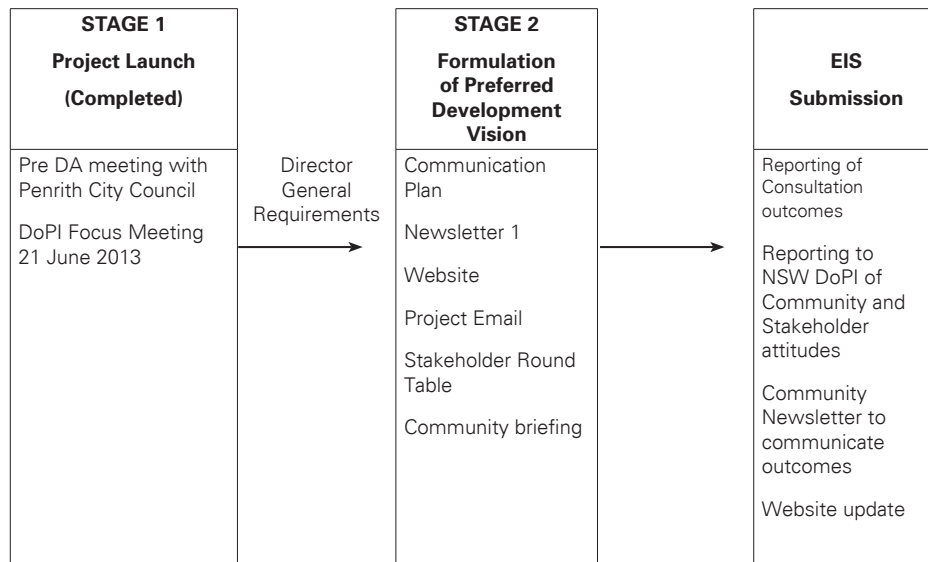 STAGE 1
Project Launch
(Completed)
Pre DA meeting with
Penrith City Council
DoPI Focus Meeting
21 June 2013
Director
General
Requirements
STAGE 2
Formulation
of Preferred
Development
Vision
Communication
Plan
Newsletter 1
Website
Project Email
Stakeholder Round
Table
Community briefing
EIS
Submission
Reporting of
Consultation
outcomes
Reporting to
NSW DoPI of
Community and
Stakeholder
attitudes
Community
Newsletter to
communicate
outcomes
Website update